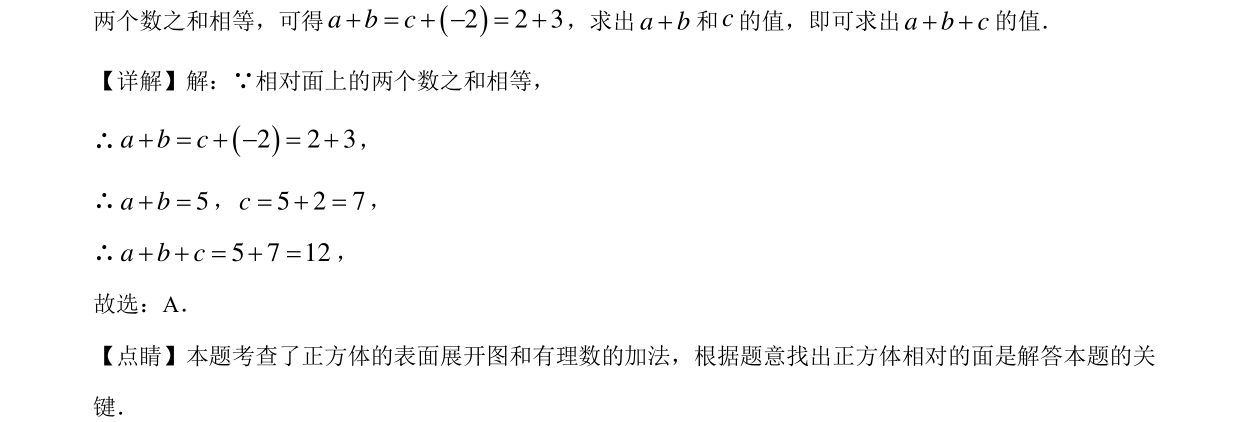 两个数之和相等，可得a+b=c+(−2)=2+3，求出a+b和c的值，即可求出a+b+c的值．
【详解】解：∵相对面上的两个数之和相等，
∴a+b=c+(−2)=2+3，
∴a+b=5，c=5+2=7，
∴a+b+c=5+7=12，
故选：A．
【点睛】本题考查了正方体的表面展开图和有理数的加法，根据题意找出正方体相对的面是解答本题的关
键．